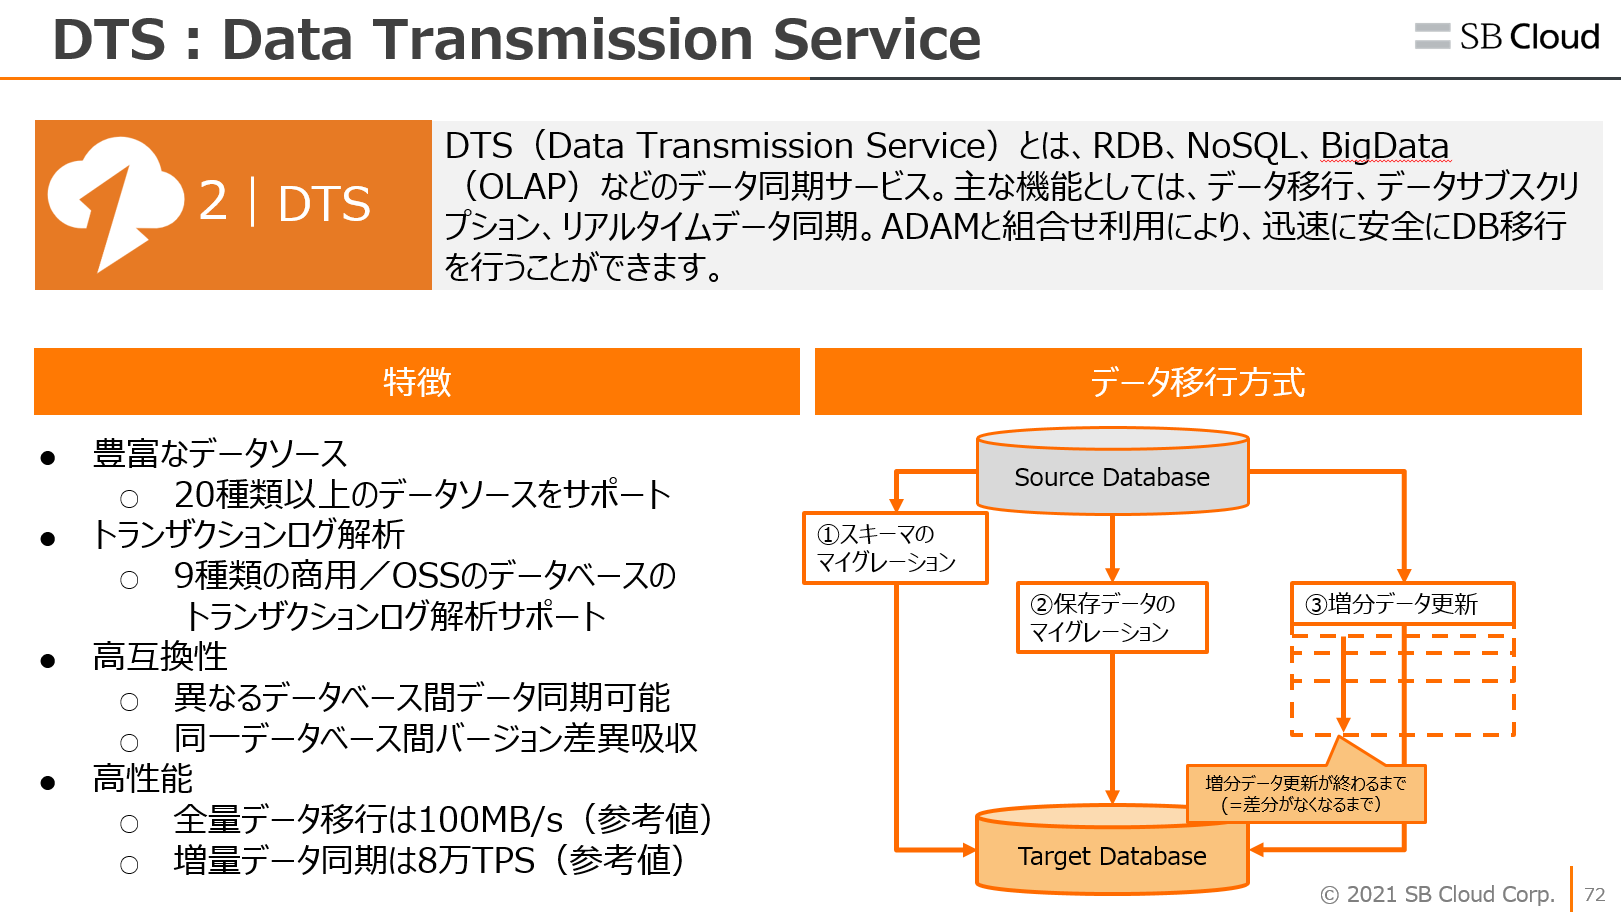 DTS : Data Transmission Service
SB Cloud
2 | DTS
DTS（Data Transmission Service）とは、RDB、NoSQL、BigData
（OLAP）などのデータ同期サービス。主な機能としては、データ移行、データサブスクリ
プション、リアルタイムデータ同期。ADAMと組合せ利用により、迅速に安全にDB移行
を行うことができます。
特徴
● 豊富なデータソース
○ 20種類以上のデータソースをサポート
● トランザクションログ解析
○ 9種類の商用／OSSのデータベースの
トランザクションログ解析サポート
● 高互換性
○ 異なるデータベース間データ同期可能
○ 同一データベース間バージョン差異吸収
● 高性能
○ 全量データ移行は100MB/s（参考値）
○ 増量データ同期は8万TPS（参考値）
データ移行方式
Source Database
①スキーマの
マイグレーション
②保存データの
マイグレーション
③増分データ更新
増分データ更新が終わるまで
(=差分がなくなるまで）
Target Database
© 2021 SB Cloud Corp.
72